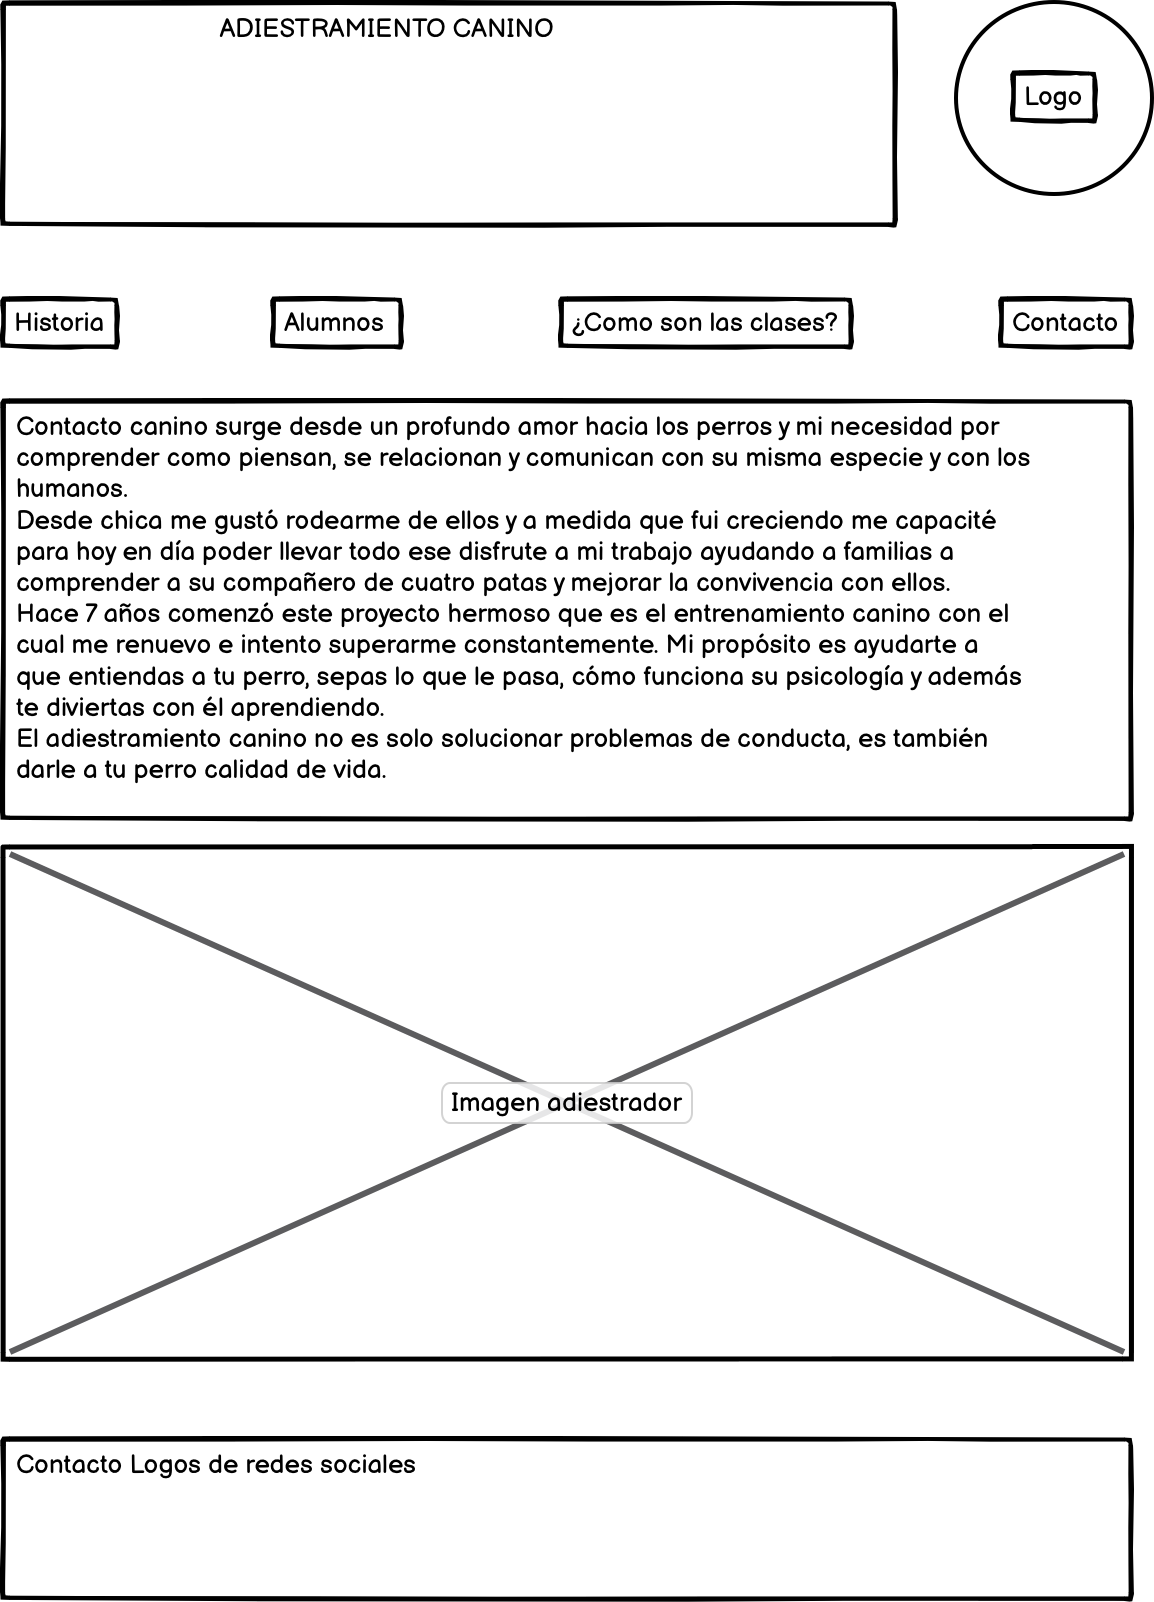 ADIESTRAMIENTO CANINO
Logo
Historia
Alumnos
¿Como son las clases?
Contacto
Contacto canino surge desde un profundo amor hacia los perros y mi necesidad por
comprender como piensan, se relacionan y comunican con su misma especie y con los
humanos.
Desde chica me gustó rodearme de ellos y a medida que fui creciendo me capacité
para hoy en día poder llevar todo ese disfrute a mi trabajo ayudando a familias a
comprender a su compañero de cuatro patas y mejorar la convivencia con ellos.
Hace 7 años comenzó este proyecto hermoso que es el entrenamiento canino con el
cual me renuevo e intento superarme constantemente. Mi propósito es ayudarte a
que entiendas a tu perro, sepas lo que le pasa, cómo funciona su psicología y además
te diviertas con él aprendiendo.
El adiestramiento canino no es solo solucionar problemas de conducta, es también
darle a tu perro calidad de vida.
Imagen adiestrador
Contacto Logos de redes sociales